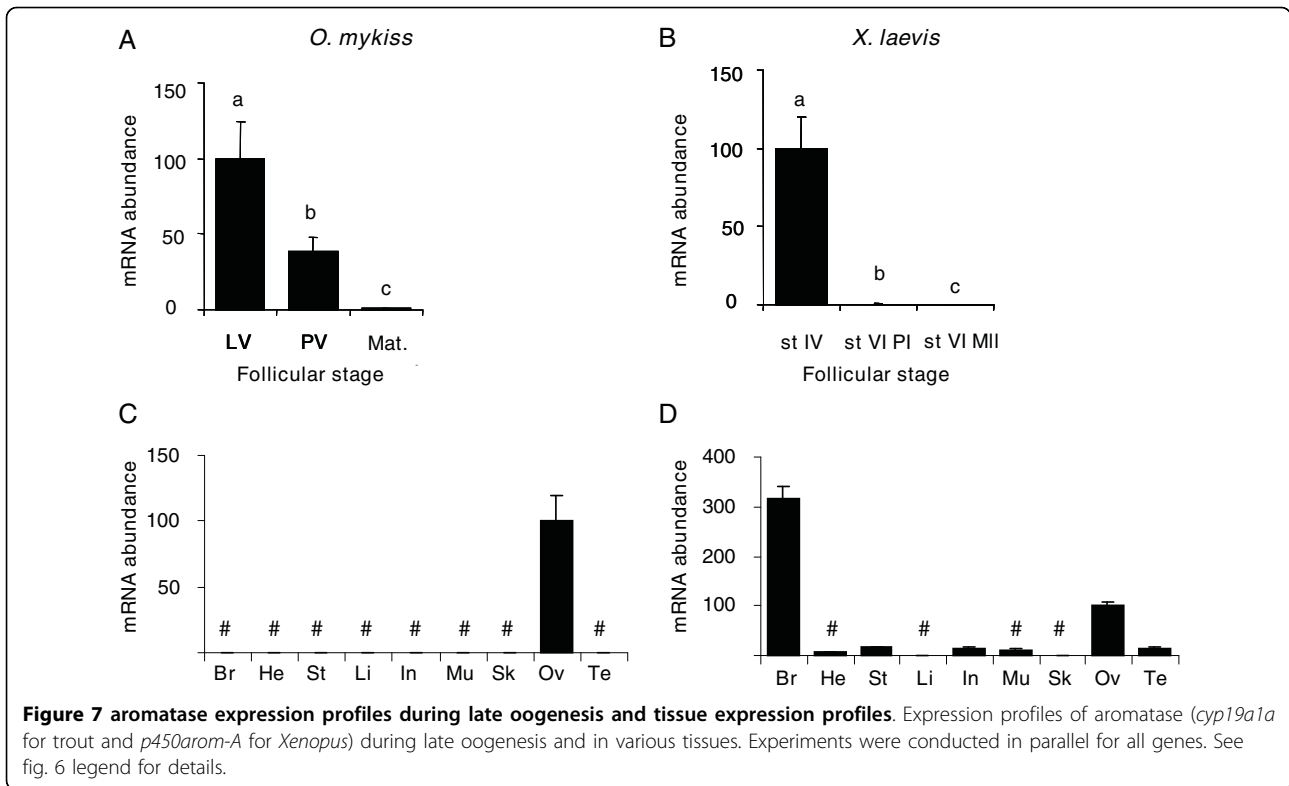 A
O. mykiss
mRNA abundance
150
100
50
0
a
b
c
LV PV Mat.
Follicular stage
B
X. laevis
mRNA abundance
150
100
50
0
a
b
c
st IV st VI PI st VI MII
Follicular stage
C
mRNA abundance
150
100
50
# # # # # # # #
Br He St Li In Mu Sk Ov Te
D
mRNA abundance
400
300
200
100
# # # #
Br He St Li In Mu Sk Ov Te
Figure 7 aromatase expression profiles during late oogenesis and tissue expression profiles. Expression profiles of aromatase (cyp19a1a
for trout and p450arom-A for Xenopus) during late oogenesis and in various tissues. Experiments were conducted in parallel for all genes. See
fig. 6 legend for details.